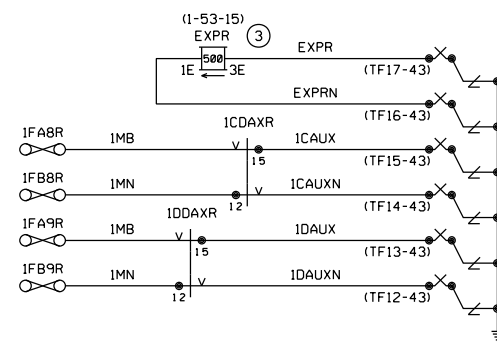 (1-53-15)
EXPR 3
500
1E 3E
EXPR
(TF17-43)
EXPRN
(TF16-43)
1FA8R 1MB 1CDAXR V 15 1CAUX
(TF15-43)
1FB8R 1MN 12 V 1CAUXN
(TF14-43)
1FA9R 1MB 1DDAXR V 15 1DAUX
(TF13-43)
1FB9R 1MN 12 V 1DAUXN
(TF12-43)